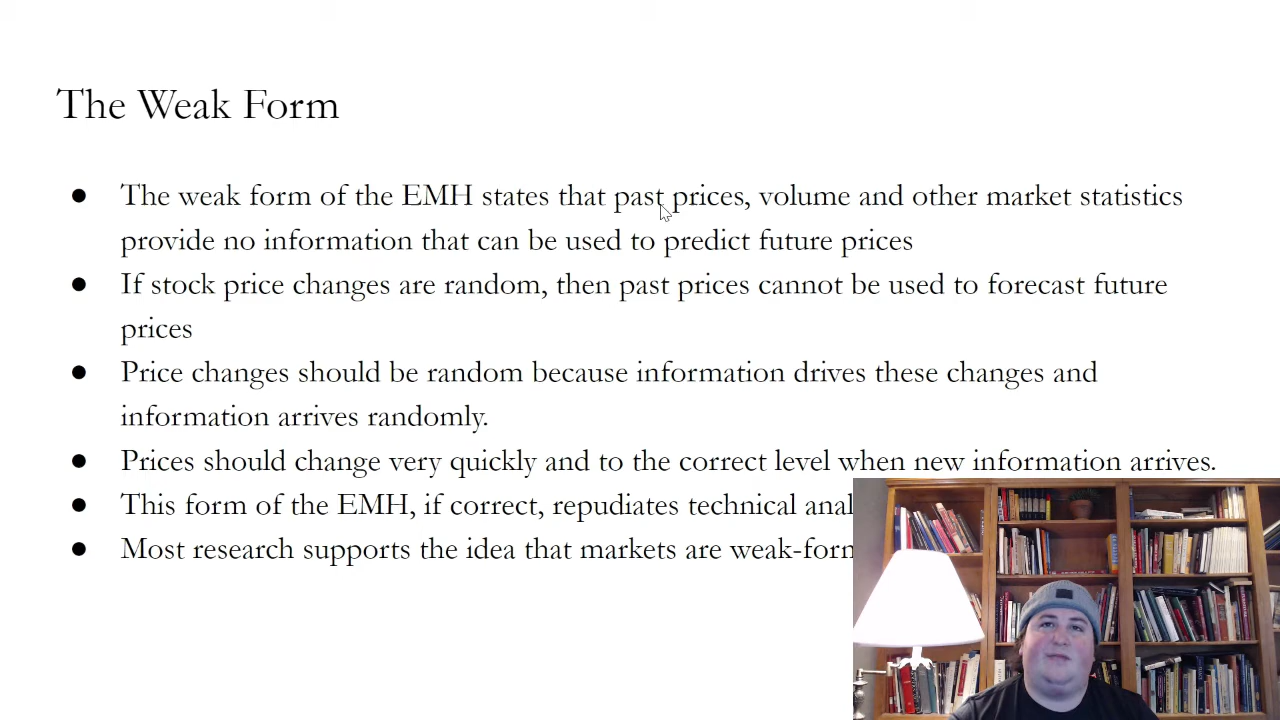 The Weak Form
● The weak form of the EMH states that past prices, volume and other market statistics
provide no information that can be used to predict future prices
● If stock price changes are random, then past prices cannot be used to forecast future
prices
● Price changes should be random because information drives these changes and
information arrives randomly.
● Prices should change very quickly and to the correct level when new information arrives.
● This form of the EMH, if correct, repudiates technical anal
● Most research supports the idea that markets are weak-form